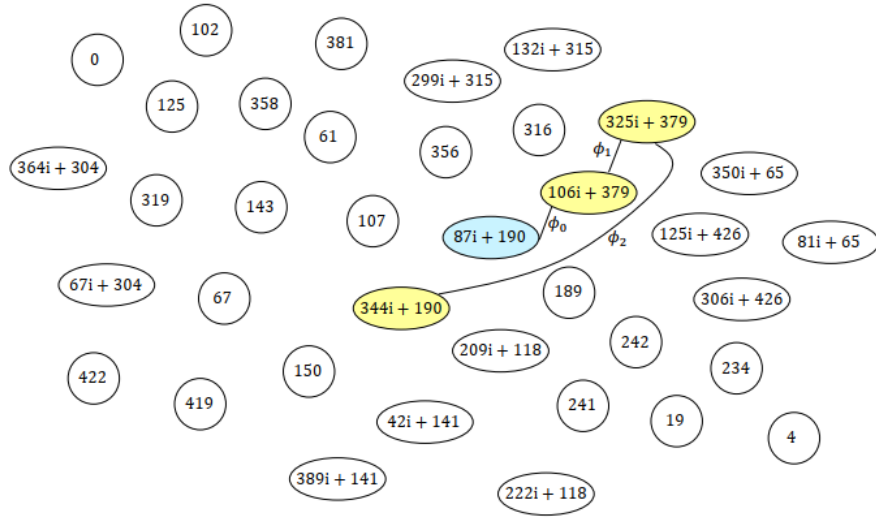 102
381
132i + 315
0
299i + 315
125
358
325i + 379
61
316
356
ϕ₁
364i + 304
350i + 65
106i + 379
319
143
107
ϕ₀
87i + 190
ϕ₂
125i + 426
81i + 65
67i + 304
67
189
306i + 426
344i + 190
209i + 118
242
234
422
150
419
241
19
42i + 141
4
389i + 141
222i + 118